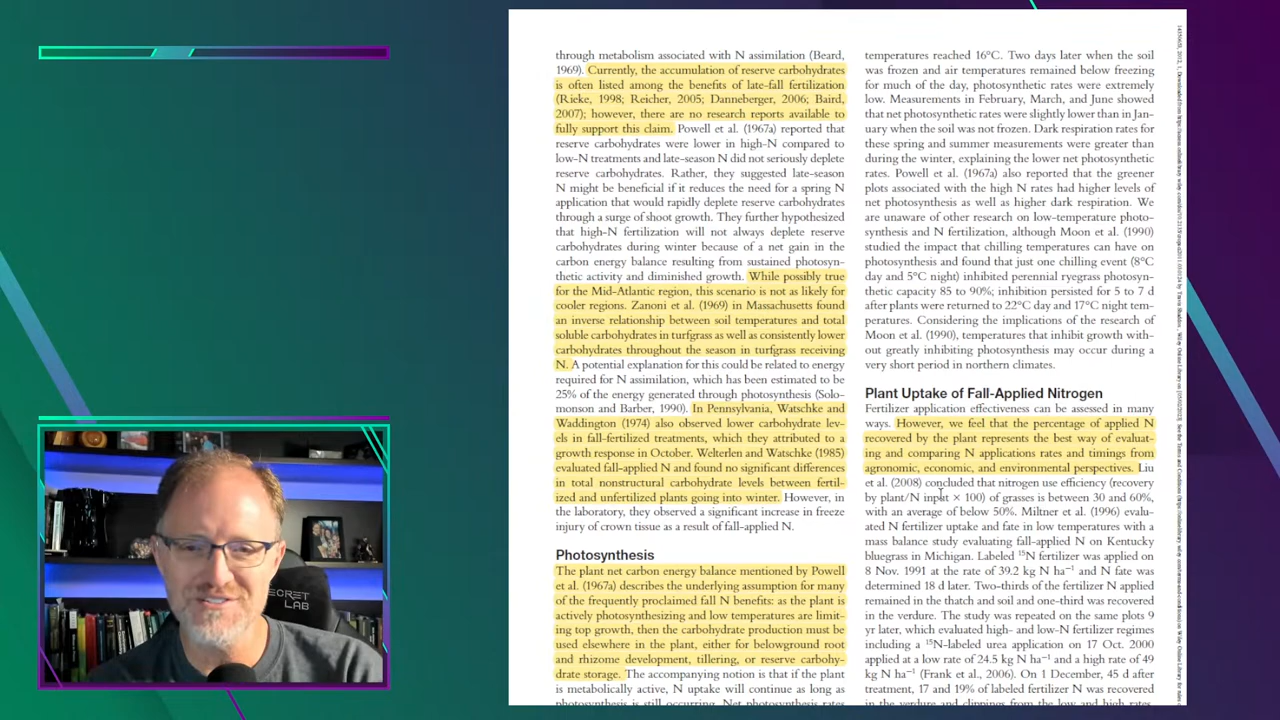 through metabolism associated with N assimilation (Beard,
1969). Currently, the accumulation of reserve carbohydrates
is often listed among the benefits of late-fall fertilization
(Rieke, 1998; Reicher, 2005; Danneberger, 2006; Baird,
2007); however, there are no research reports available to
fully support this claim. Powell et al. (1967a) reported that
reserve carbohydrates were lower in high-N compared to
low-N treatments and late-season N did not seriously deplete
reserve carbohydrates. Rather, they suggested late-season
N might be beneficial if it reduces the need for a spring N
application that would rapidly deplete reserve carbohydrates
through a surge of shoot growth. They further hypothesized
that high-N fertilization will not always deplete reserve
carbohydrates during winter because of a net gain in the
carbon energy balance resulting from sustained photosyn-
thetic activity and diminished growth. While possibly true
for the Mid-Atlantic region, this scenario is not as likely for
cooler regions. Zanoni et al. (1969) in Massachusetts found
an inverse relationship between soil temperatures and total
soluble carbohydrates in turfgrass as well as consistently lower
carbohydrates throughout the season in turfgrass receiving
N. A potential explanation for this could be related to energy
required for N assimilation, which has been estimated to be
25% of the energy generated through photosynthesis (Solo-
monson and Barber, 1990). In Pennsylvania, Watschke and
Waddington (1974) also observed lower carbohydrate lev-
els in fall-fertilized treatments, which they attributed to a
growth response in October. Welterlen and Watschke (1985)
evaluated fall-applied N and found no significant differences
in total nonstructural carbohydrate levels between fertil-
ized and unfertilized plants going into winter. However, in
the laboratory, they observed a significant increase in freeze
injury of crown tissue as a result of fall-applied N.
Photosynthesis
The plant net carbon energy balance mentioned by Powell
et al. (1967a) describes the underlying assumption for many
of the frequently proclaimed fall N benefits: as the plant is
actively photosynthesizing and low temperatures are limit-
ing top growth, then the carbohydrate production must be
used elsewhere in the plant, either for belowground root
and rhizome development, tillering, or reserve carbohy-
drate storage. The accompanying notion is that if the plant
is metabolically active, N uptake will continue as long as
photosynthesis is still occurring. Net photosynthesis rates
temperatures reached 16°C. Two days later when the soil
was frozen and air temperatures remained below freezing
for much of the day, photosynthetic rates were extremely
low. Measurements in February, March, and June showed
that net photosynthetic rates were slightly lower than in Jan-
uary when the soil was not frozen. Dark respiration rates for
these spring and summer measurements were greater than
during the winter, explaining the lower net photosynthetic
rates. Powell et al. (1967a) also reported that the greener
plots associated with the high N rates had higher levels of
net photosynthesis as well as higher dark respiration. We
are unaware of other research on low-temperature photo-
synthesis and N fertilization, although Moon et al. (1990)
studied the impact that chilling temperatures can have on
photosynthesis and found that just one chilling event (8°C
day and 5°C night) inhibited perennial ryegrass photosyn-
thetic capacity 85 to 90%; inhibition persisted for 5 to 7 d
after plants were returned to 22°C day and 17°C night tem-
peratures. Considering the implications of the research of
Moon et al. (1990), temperatures that inhibit growth with-
out greatly inhibiting photosynthesis may occur during a
very short period in northern climates.
Plant Uptake of Fall-Applied Nitrogen
Fertilizer application effectiveness can be assessed in many
ways. However, we feel that the percentage of applied N
recovered by the plant represents the best way of evaluat-
ing and comparing N applications rates and timings from
agronomic, economic, and environmental perspectives. Liu
et al. (2008) concluded that nitrogen use efficiency (recovery
by plant/N input × 100) of grasses is between 30 and 60%,
with an average of below 50%. Miltner et al. (1996) evalu-
ated N fertilizer uptake and fate in low temperatures with a
mass balance study evaluating fall-applied N on Kentucky
bluegrass in Michigan. Labeled ¹⁵N fertilizer was applied on
8 Nov. 1991 at the rate of 39.2 kg N ha⁻¹ and N fate was
determined 18 d later. Two-thirds of the fertilizer N applied
remained in the thatch and soil and one-third was recovered
in the verdure. The study was repeated on the same plots 9
yr later, which evaluated high- and low-N fertilizer regimes
including a ¹⁵N-labeled urea application on 17 Oct. 2000
applied at a low rate of 24.5 kg N ha⁻¹ and a high rate of 49
kg N ha⁻¹ (Frank et al., 2006). On 1 December, 45 d after
treatment, 17 and 19% of labeled fertilizer N was recovered
in the verdure and clippings from the low and high rates,
SECRET
LAB